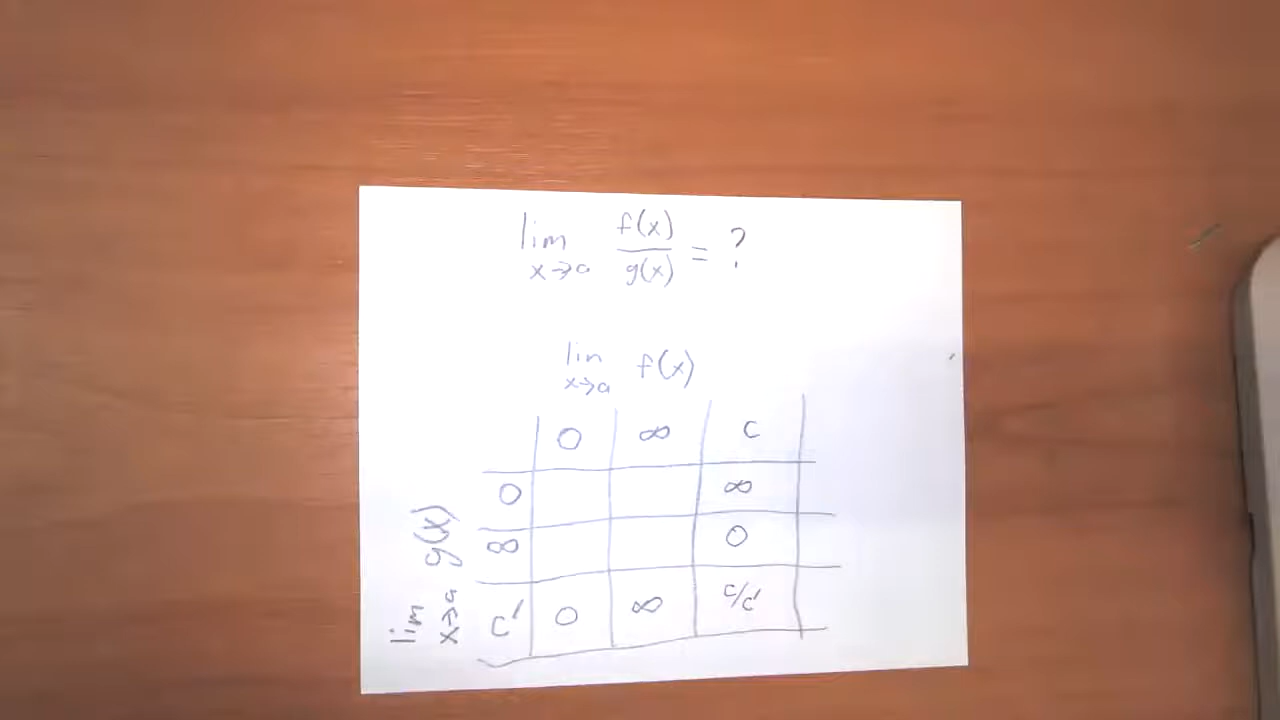 lim x→a f(x)/g(x) = ?
lim x→a f(x)
0 ∞ c
0 ∞
∞ 0
c' 0 ∞ c/c'
lim x→a g(x)